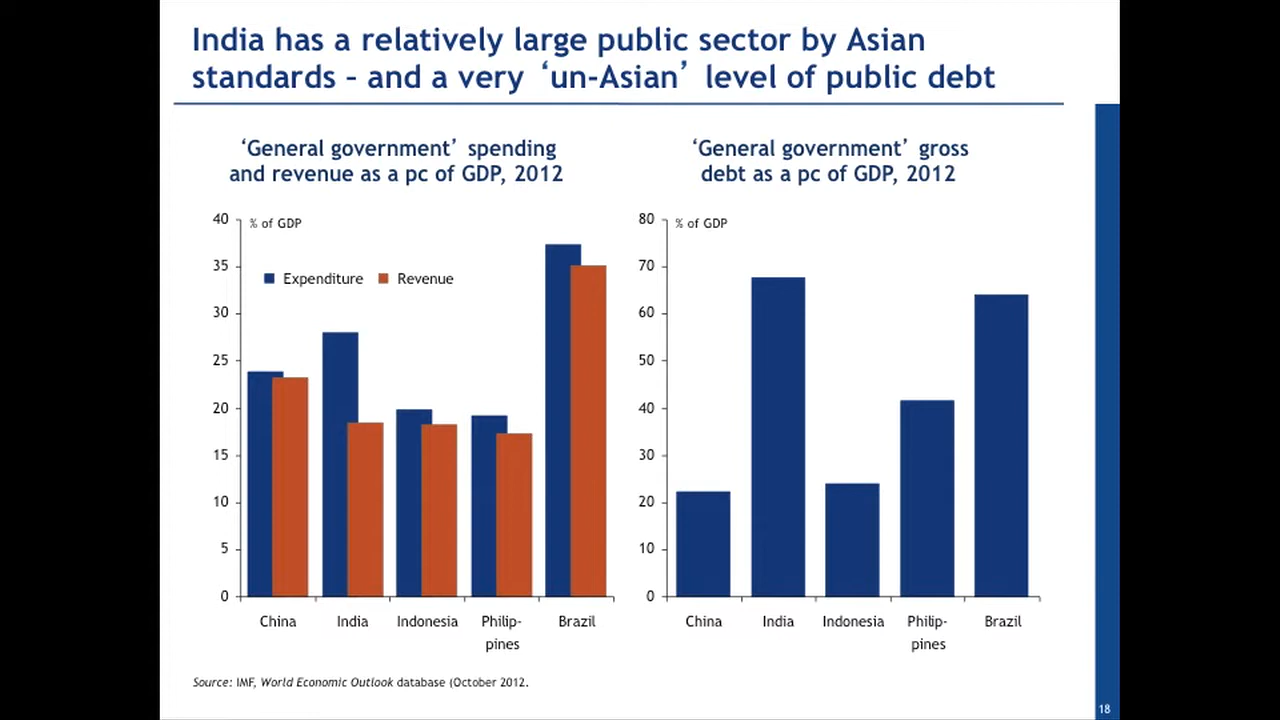 India has a relatively large public sector by Asian
standards – and a very ‘un-Asian’ level of public debt
‘General government’ spending
and revenue as a pc of GDP, 2012
40
% of GDP
35
Expenditure
Revenue
30
25
20
15
10
5
0
China
India
Indonesia
Philip-
pines
Brazil
‘General government’ gross
debt as a pc of GDP, 2012
80
% of GDP
70
60
50
40
30
20
10
0
China
India
Indonesia
Philip-
pines
Brazil
Source: IMF, World Economic Outlook database (October 2012.
18